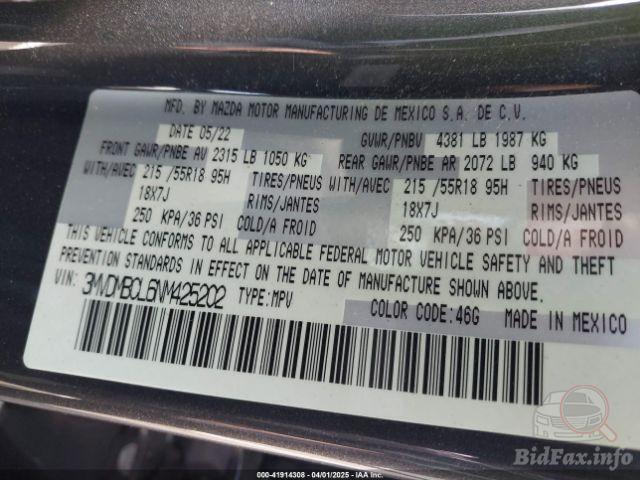 MFD. BY MAZDA MOTOR MANUFACTURING DE MEXICO S.A. DE C.V.
DATE 05/22 GVWR/PNBV 4381 LB 1987 KG
FRONT GAWR/PNBE AV 2315 LB 1050 KG REAR GAWR/PNBE AR 2072 LB 940 KG
WITH/AVEC 215 /55R18 95H TIRES/PNEUS WITH/AVEC 215 /55R18 95H TIRES/PNEUS
18X7J RIMS/JANTES 18X7J RIMS/JANTES
250 KPA/36 PSI COLD/A FROID 250 KPA/36 PSI COLD/A FROID
THIS VEHICLE CONFORMS TO ALL APPLICABLE FEDERAL MOTOR VEHICLE SAFETY AND THEFT
PREVENTION STANDARDS IN EFFECT ON THE DATE OF MANUFACTURE SHOWN ABOVE.
VIN: 3MVDMBCL6NM425202 TYPE:MPV
COLOR CODE:46G MADE IN MEXICO
BidFax.info
000-41914308 - 04/01/2025 - IAA Inc.